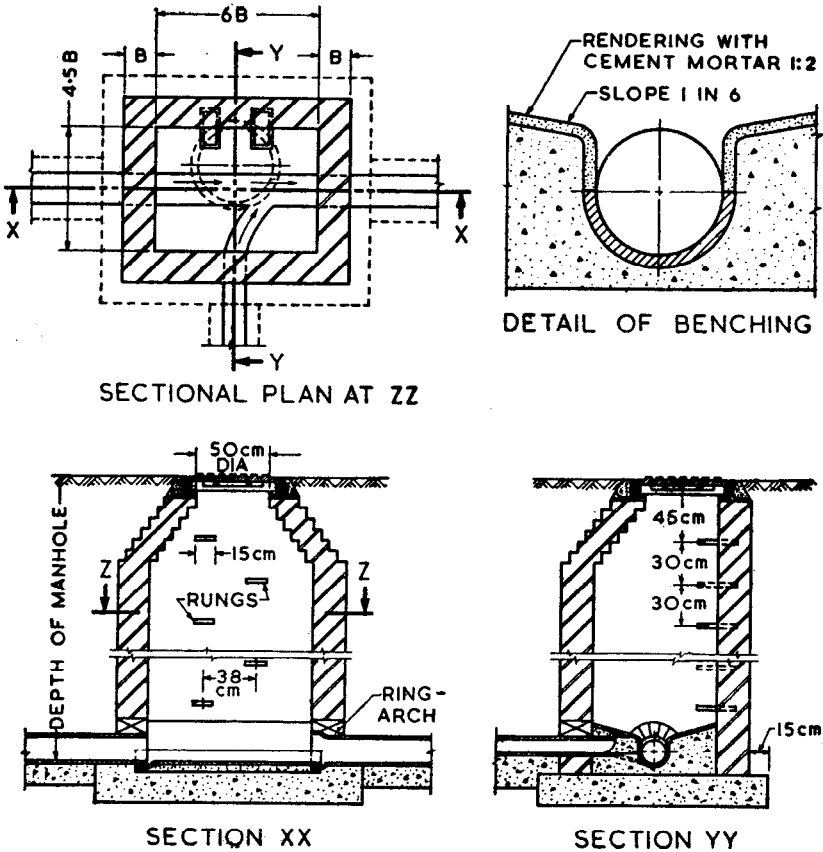 6B
B
Y
B
4.5B
X
X
Y
SECTIONAL PLAN AT ZZ
RENDERING WITH
CEMENT MORTAR 1:2
SLOPE 1 IN 6
DETAIL OF BENCHING
50cm
DIA
15cm
Z
Z
RUNGS
DEPTH OF MANHOLE
38
cm
RING-
ARCH
SECTION XX
45cm
30cm
30cm
15cm
SECTION YY